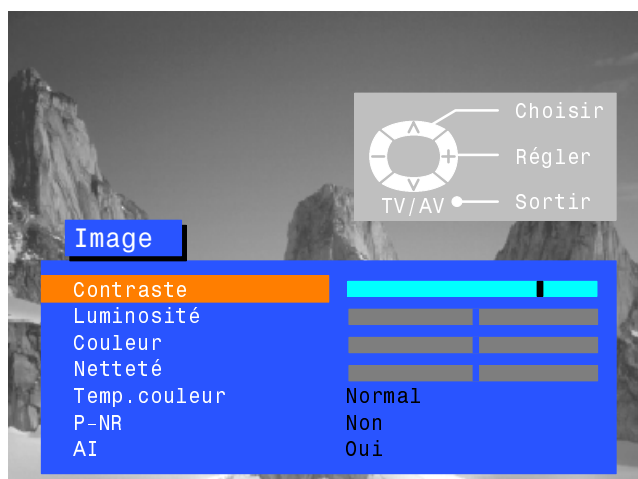 Choisir
Régler
TV/AV Sortir
Image
Contraste
Luminosité
Couleur
Netteté
Temp.couleur Normal
P-NR Non
AI Oui